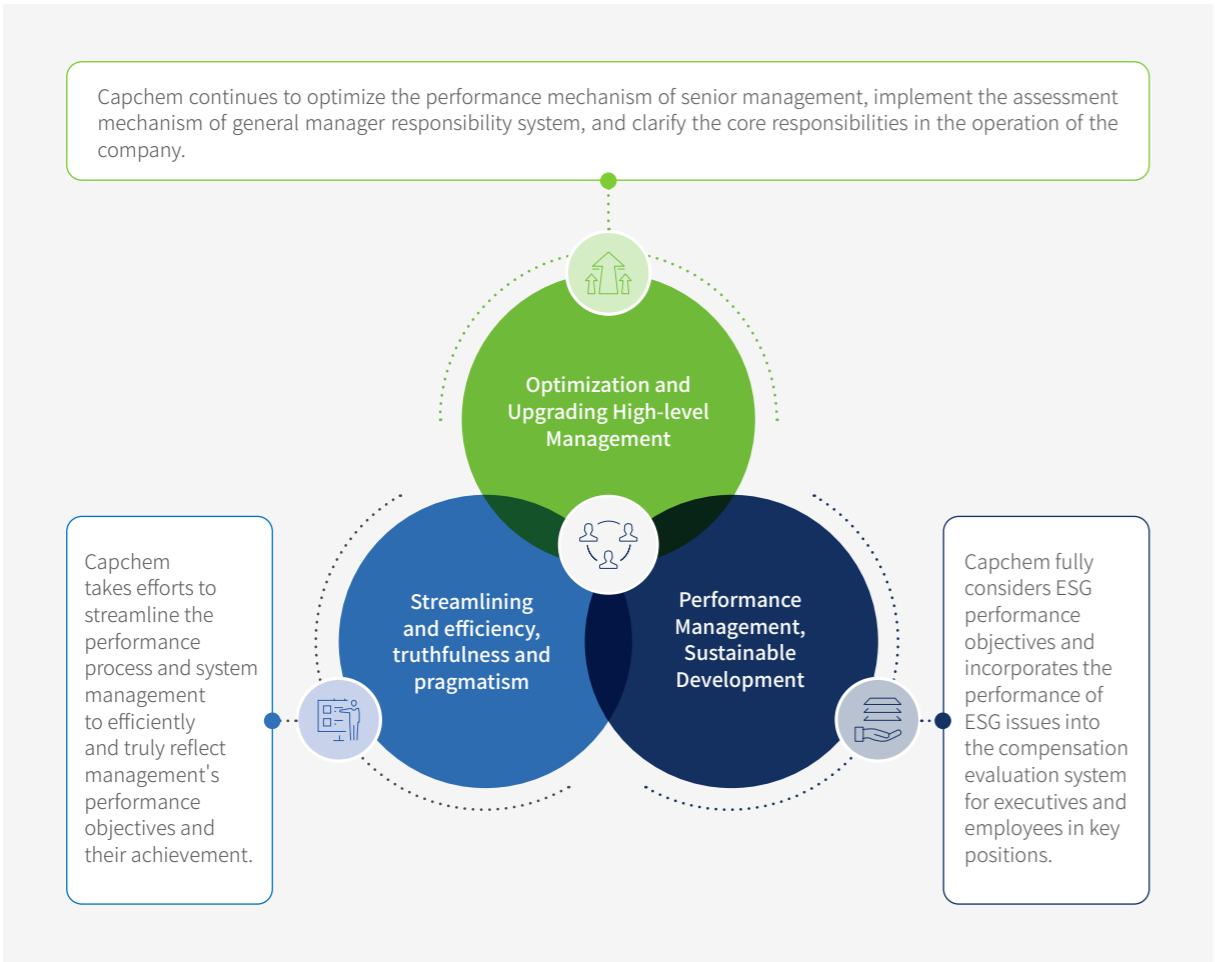 Capchem continues to optimize the performance mechanism of senior management, implement the assessment
mechanism of general manager responsibility system, and clarify the core responsibilities in the operation of the
company.
Optimization and
Upgrading High-level
Management
Capchem
takes efforts to
streamline the
performance
process and system
management
to efficiently
and truly reflect
management's
performance
objectives and
their achievement.
Streamlining
and efficiency,
truthfulness and
pragmatism
Performance
Management,
Sustainable
Development
Capchem fully
considers ESG
performance
objectives and
incorporates the
performance of
ESG issues into
the compensation
evaluation system
for executives and
employees in key
positions.